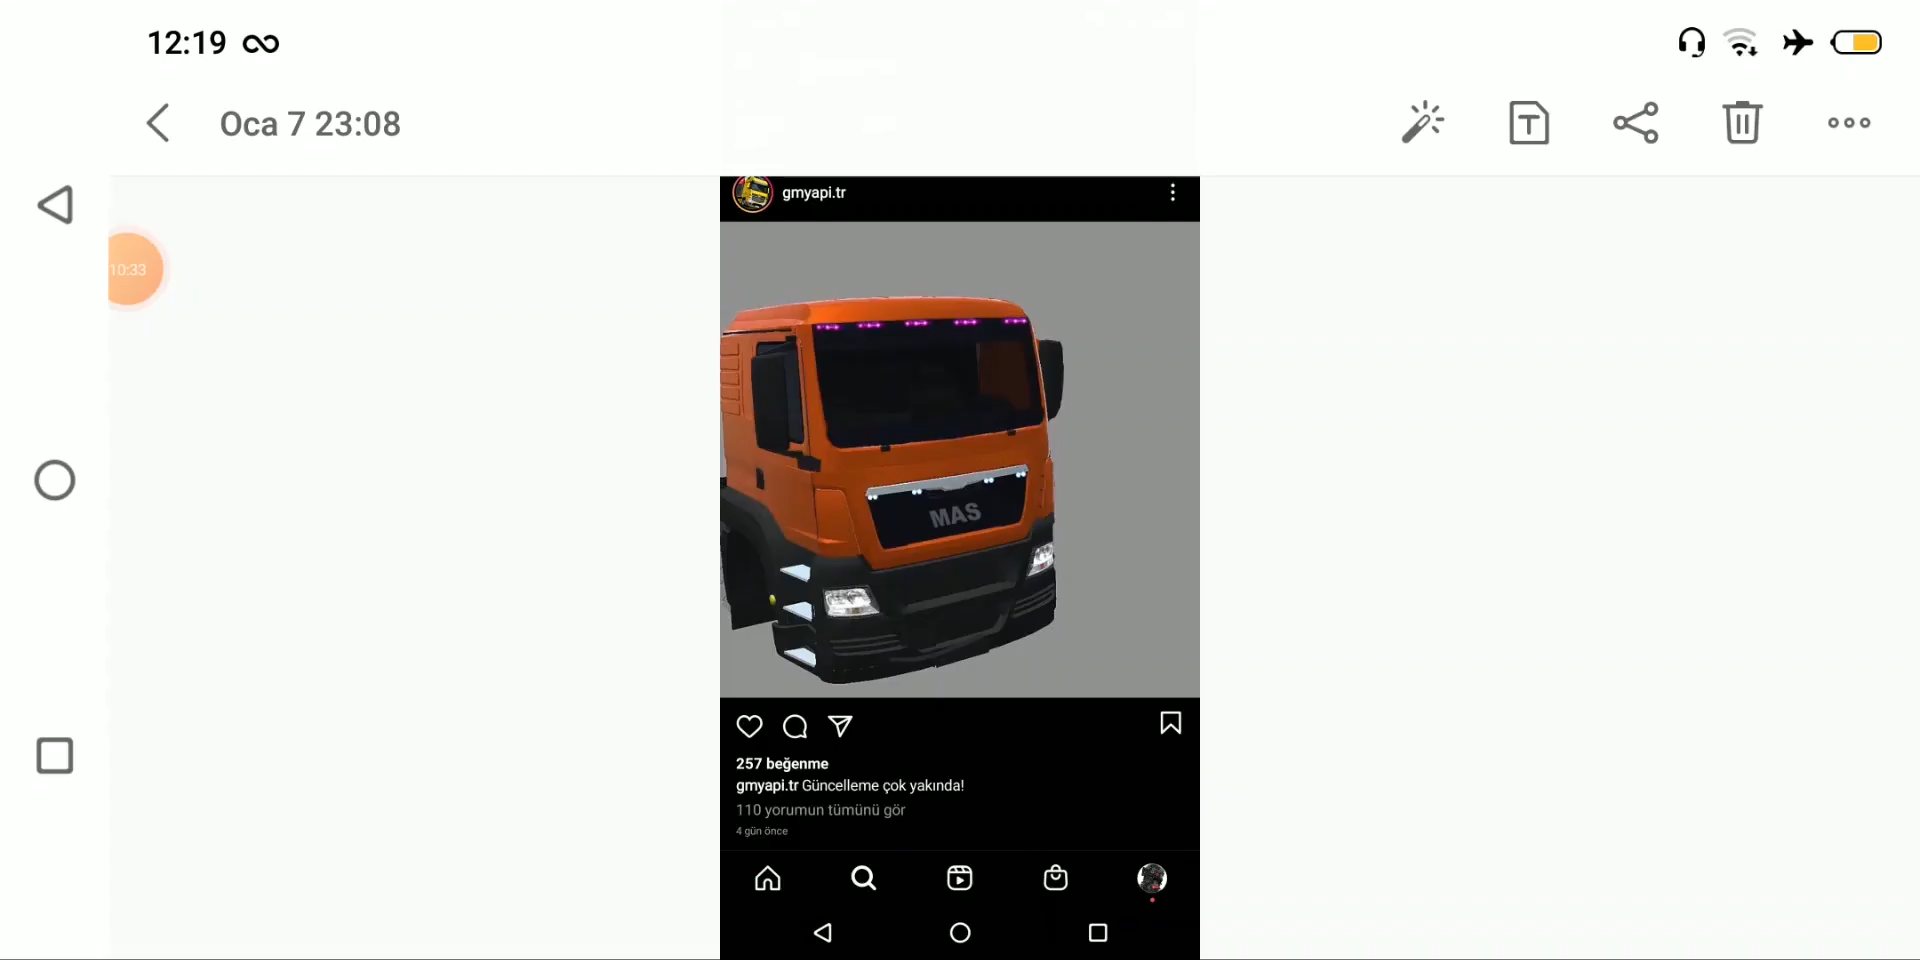 12:19
Oca 7 23:08
gmyapi.tr
10:33
MAS
257 beğenme
gmyapi.tr Güncelleme çok yakında!
110 yorumun tümünü gör
4 gün önce